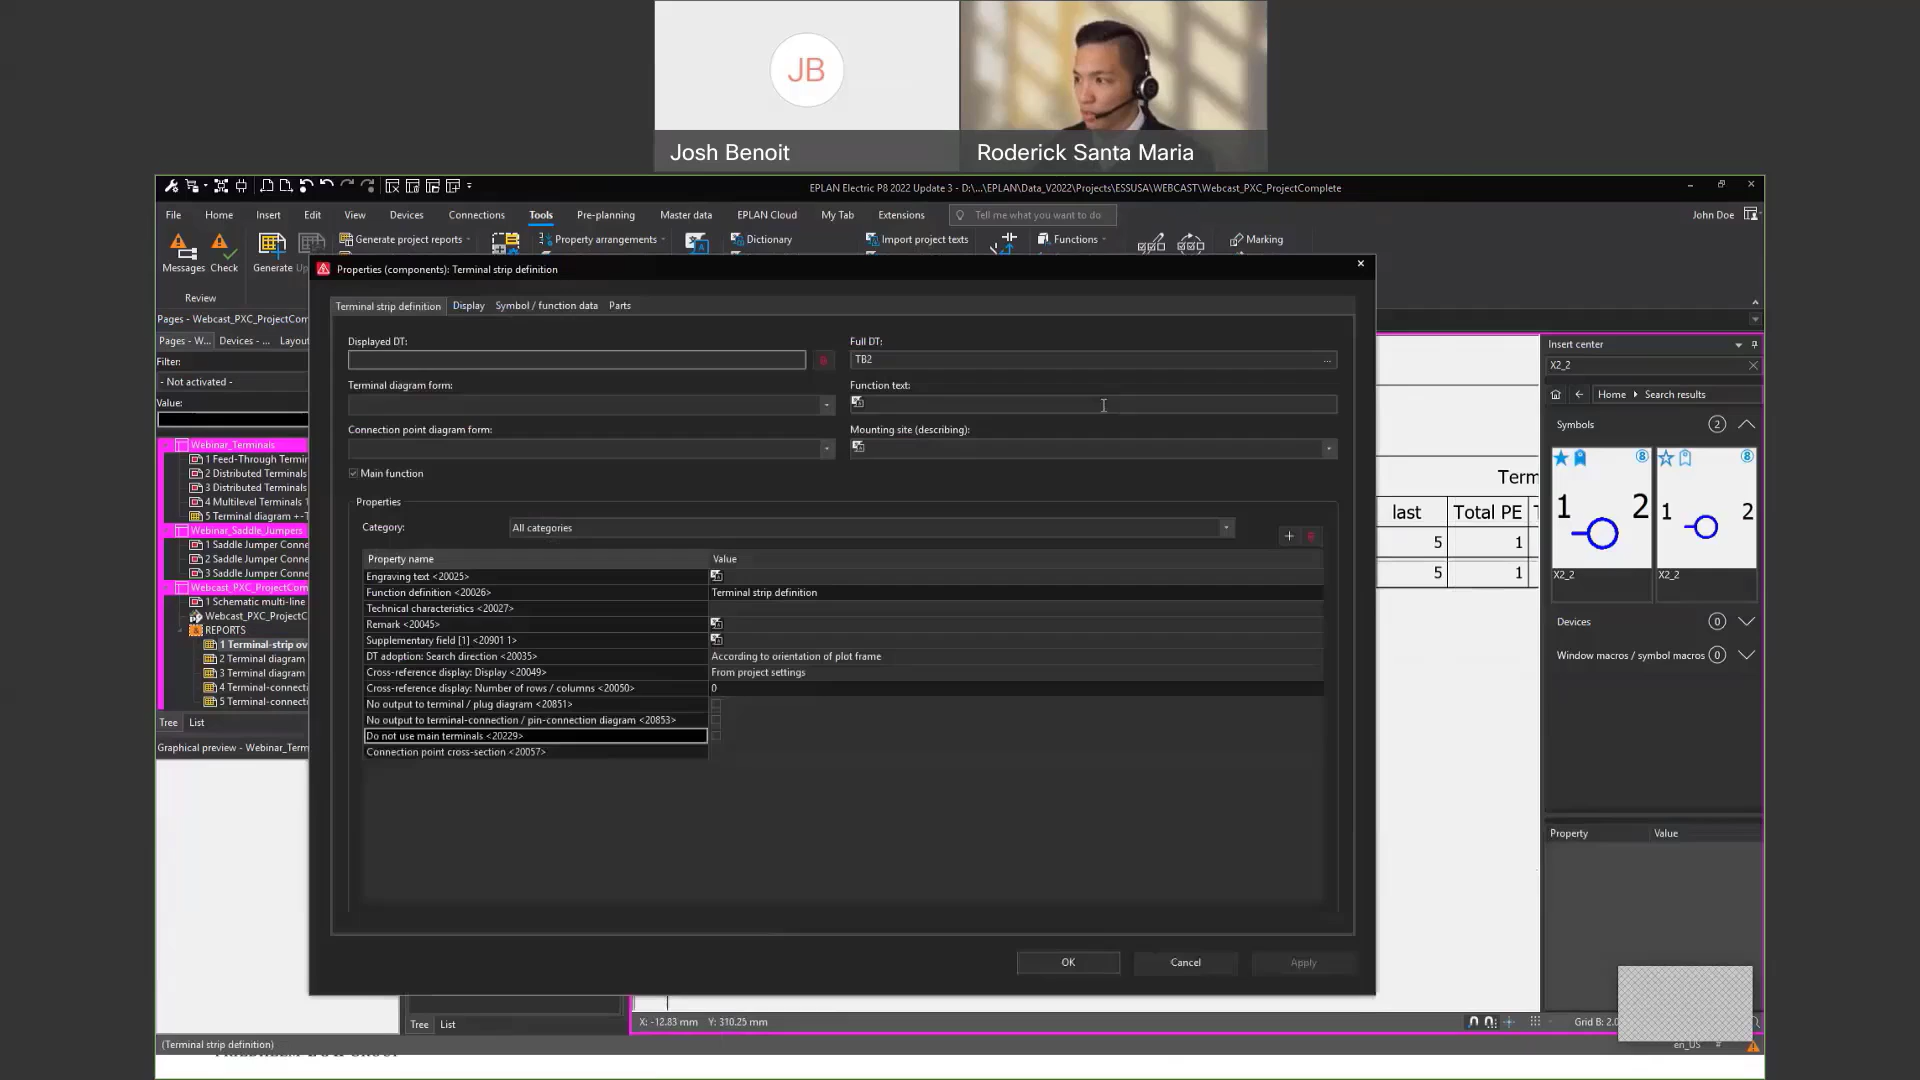 JB
Josh Benoit
Roderick Santa Maria
EPLAN Electric P8 2022 Update 3 - D:\...\EPLAN\Data_V2022\Projects\ESSUSA\WEBCAST\Webcast_PXC_ProjectComplete
File Home Insert Edit View Devices Connections Tools Pre-planning Master data EPLAN Cloud My Tab Extensions Tell me what you want to do John Doe
Generate project reports Property arrangements Dictionary Import project texts Functions Marking
Messages Check Generate
Review
Properties (components): Terminal strip definition
Terminal strip definition Display Symbol / function data Parts
Pages - Webcast_PXC_ProjectCom
Pages - W... Devices - ... Layou
Filter:
- Not activated -
Value:
Webinar_Terminals
1 Feed-Through Termin
2 Distributed Terminals
3 Distributed Terminals
4 Multilevel Terminals 1
5 Terminal diagram +-T
Webinar_Saddle_Jumpers
1 Saddle Jumper Conne
2 Saddle Jumper Conne
3 Saddle Jumper Conne
Webcast_PXC_ProjectCom
1 Schematic multi-line
Webcast_PXC_ProjectC
REPORTS
1 Terminal-strip ov
2 Terminal diagram
3 Terminal diagram
4 Terminal-connecti
5 Terminal-connecti
Tree List
Graphical preview - Webinar_Term
Displayed DT:
Full DT:
TB2 ...
Terminal diagram form:
Function text:
Connection point diagram form:
Mounting site (describing):
Main function
Properties
Category: All categories
Property name Value
Engraving text <20025>
Function definition <20026> Terminal strip definition
Technical characteristics <20027>
Remark <20045>
Supplementary field [1] <20901 1>
DT adoption: Search direction <20035> According to orientation of plot frame
Cross-reference display: Display <20049> From project settings
Cross-reference display: Number of rows / columns <20050> 0
No output to terminal / plug diagram <20851>
No output to terminal-connection / pin-connection diagram <20853>
Do not use main terminals <20229>
Connection point cross-section <20057>
OK Cancel Apply
Term
last Total PE
5 1
5 1
Insert center
X2_2
Home Search results
Symbols 2
8 8
1 2 1 2
X2_2 X2_2
Devices 0
Window macros / symbol macros 0
Property Value
Tree List
X: -12.83 mm Y: 310.25 mm
Grid B: 2.0
(Terminal strip definition)
en_US #